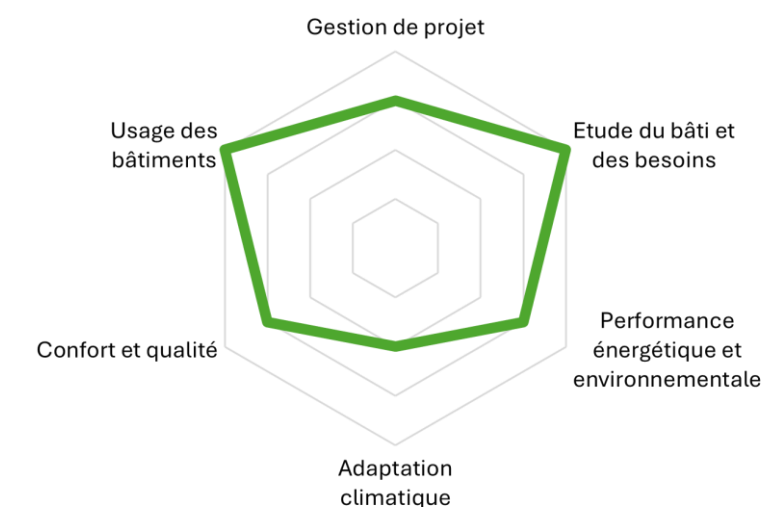 Gestion de projet
Usage des
bâtiments
Etude du bâti et
des besoins
Confort et qualité
Performance
énergétique et
environnementale
Adaptation
climatique